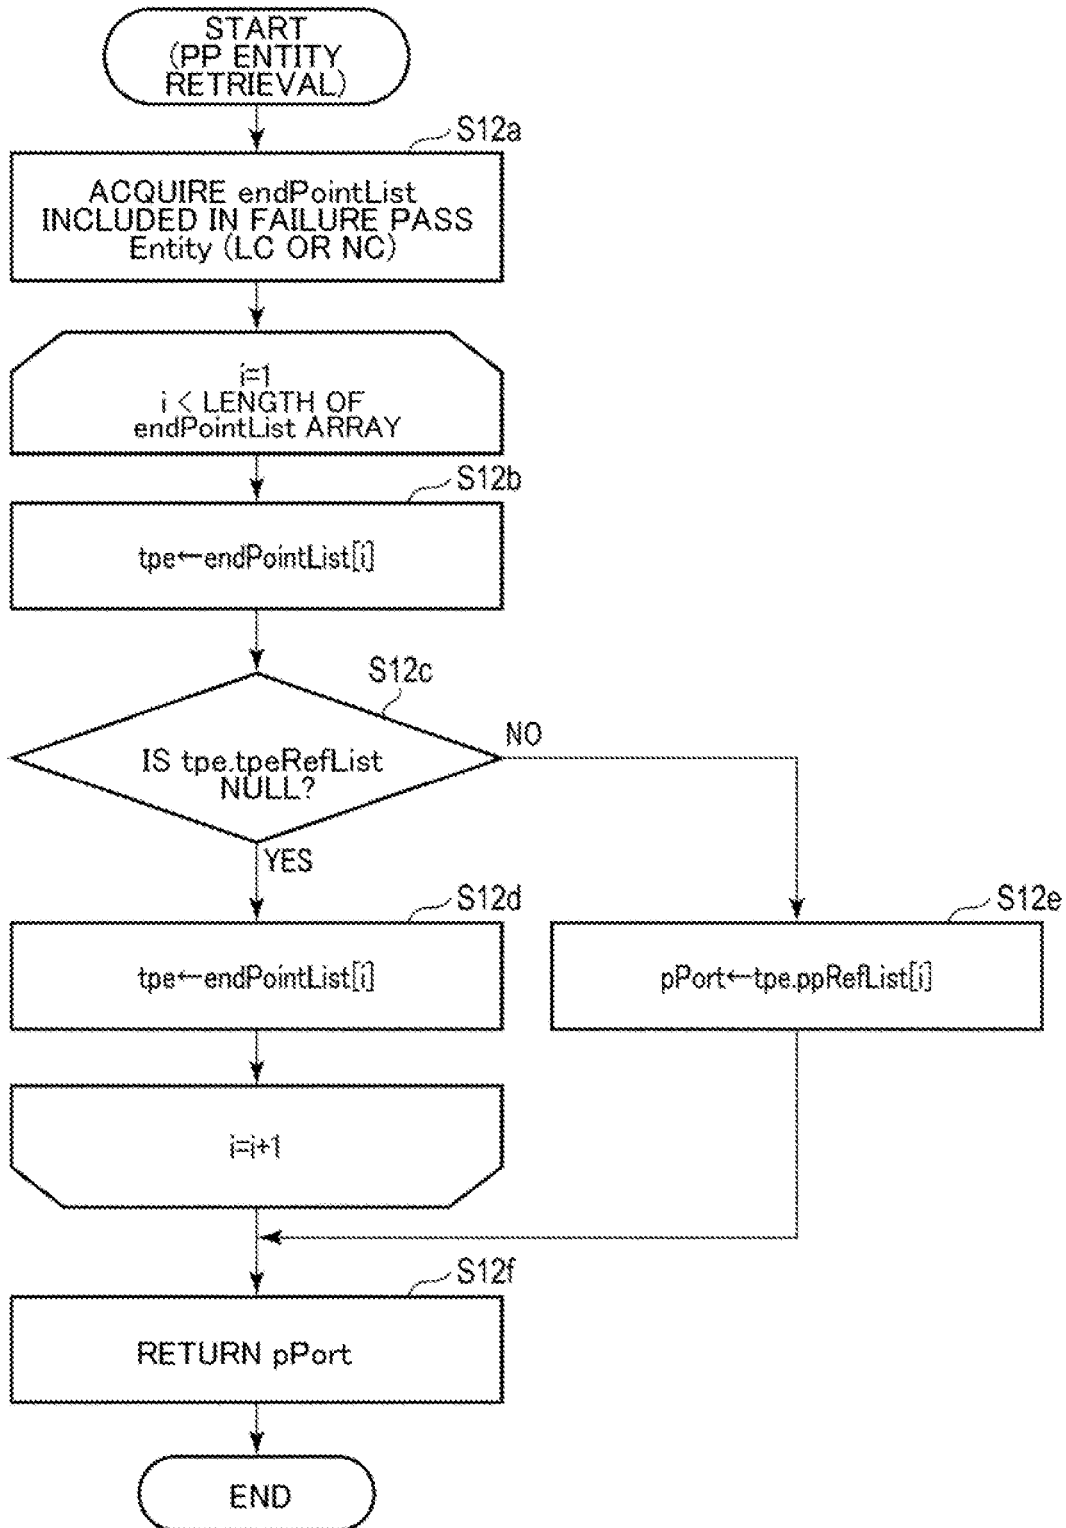 START
(PP ENTITY
RETRIEVAL)
S12a
ACQUIRE endPointList
INCLUDED IN FAILURE PASS
Entity (LC OR NC)
i=1
i < LENGTH OF
endPointList ARRAY
S12b
tpe←endPointList[i]
S12c
IS tpe.tpeRefList
NULL?
NO
YES
S12d
tpe←endPointList[i]
S12e
pPort←tpe.ppRefList[i]
i=i+1
S12f
RETURN pPort
END